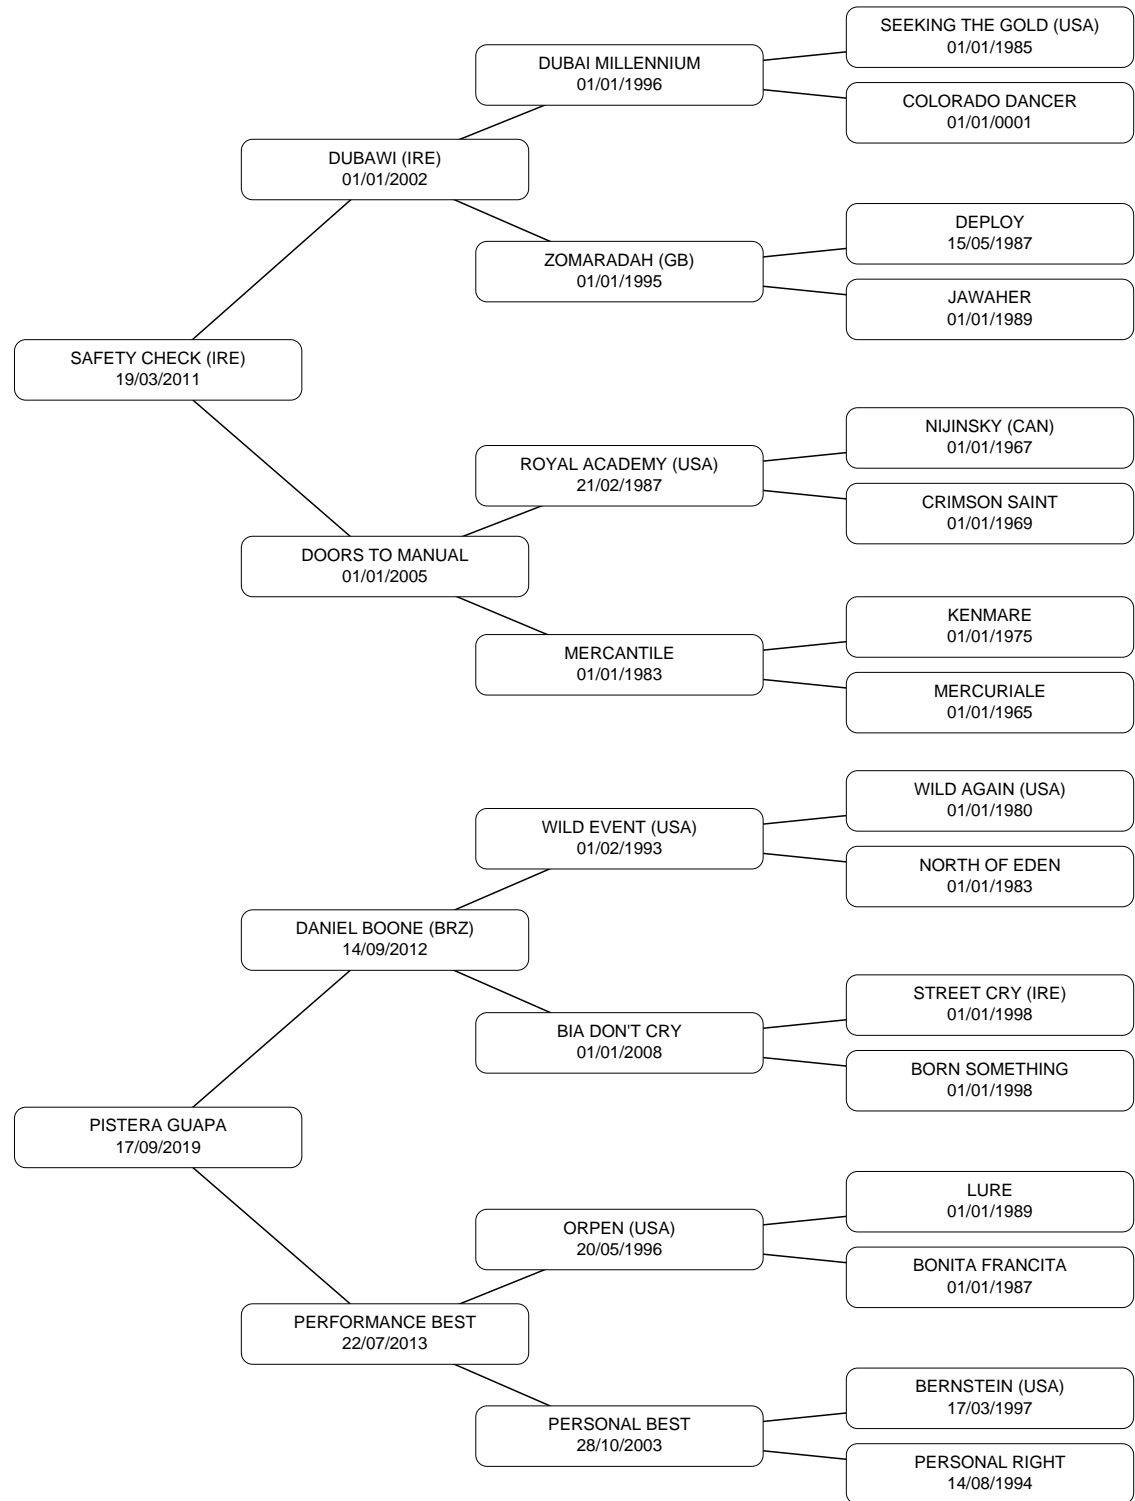 SEEKING THE GOLD (USA)
01/01/1985
DUBAI MILLENNIUM
01/01/1996
COLORADO DANCER
01/01/0001
DUBAWI (IRE)
01/01/2002
DEPLOY
15/05/1987
ZOMARADAH (GB)
01/01/1995
JAWAHER
01/01/1989
SAFETY CHECK (IRE)
19/03/2011
NIJINSKY (CAN)
01/01/1967
ROYAL ACADEMY (USA)
21/02/1987
CRIMSON SAINT
01/01/1969
DOORS TO MANUAL
01/01/2005
KENMARE
01/01/1975
MERCANTILE
01/01/1983
MERCURIALE
01/01/1965
WILD AGAIN (USA)
01/01/1980
WILD EVENT (USA)
01/02/1993
NORTH OF EDEN
01/01/1983
DANIEL BOONE (BRZ)
14/09/2012
STREET CRY (IRE)
01/01/1998
BIA DON'T CRY
01/01/2008
BORN SOMETHING
01/01/1998
PISTERA GUAPA
17/09/2019
LURE
01/01/1989
ORPEN (USA)
20/05/1996
BONITA FRANCITA
01/01/1987
PERFORMANCE BEST
22/07/2013
BERNSTEIN (USA)
17/03/1997
PERSONAL BEST
28/10/2003
PERSONAL RIGHT
14/08/1994